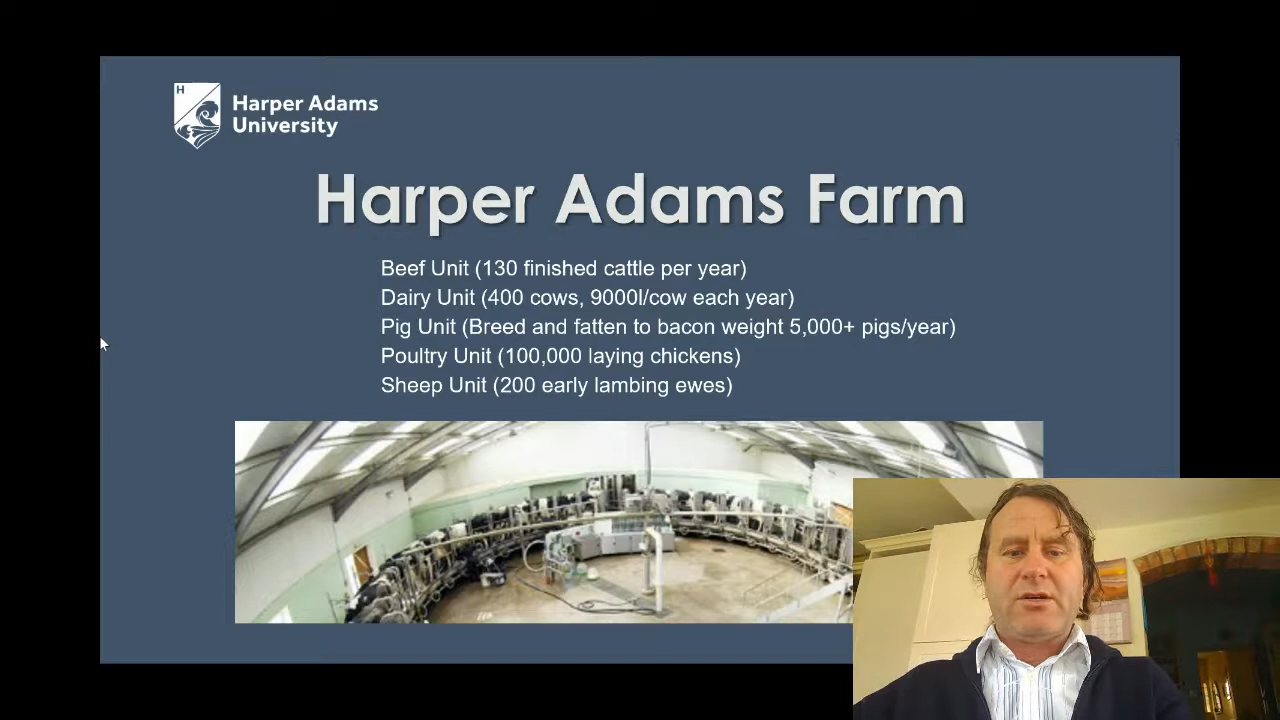 H
Harper Adams
University
Harper Adams Farm
Beef Unit (130 finished cattle per year)
Dairy Unit (400 cows, 9000l/cow each year)
Pig Unit (Breed and fatten to bacon weight 5,000+ pigs/year)
Poultry Unit (100,000 laying chickens)
Sheep Unit (200 early lambing ewes)